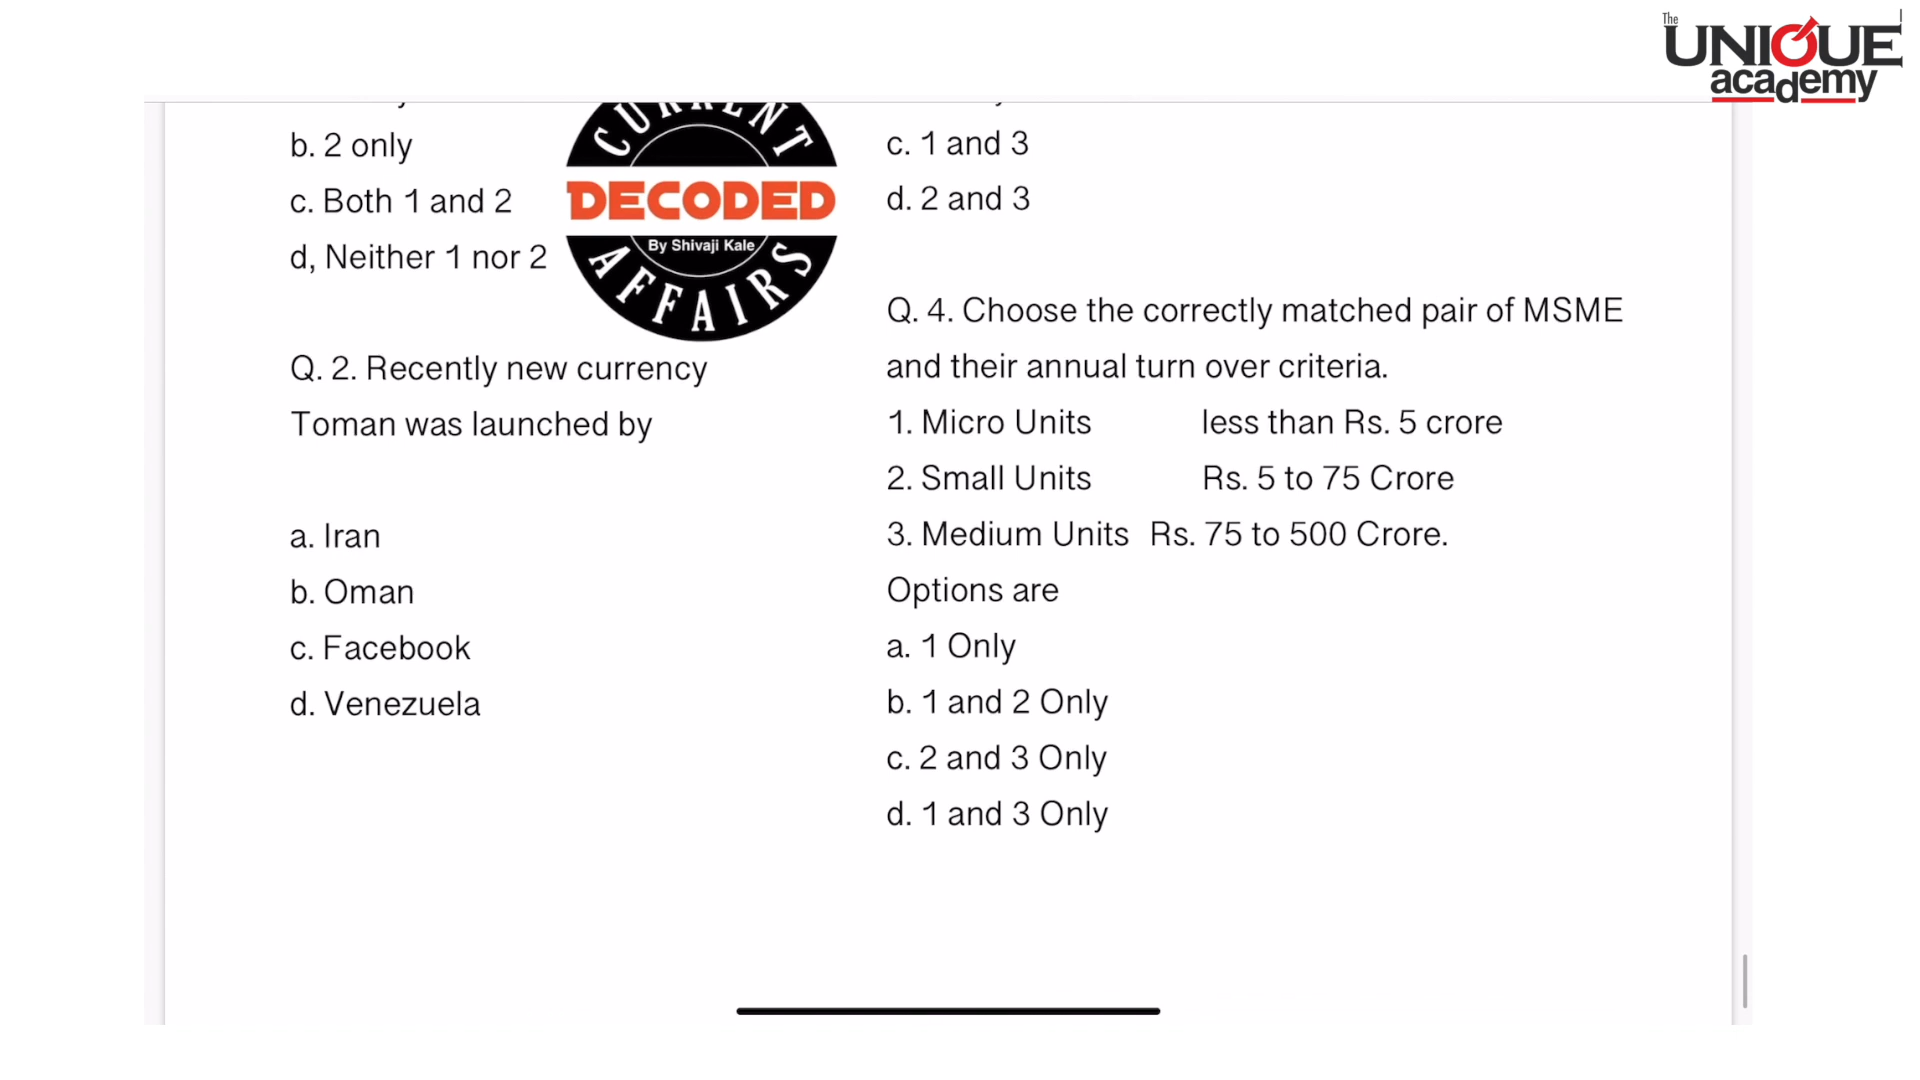 The
UNIQUE
academy
b. 2 only
c. Both 1 and 2
d, Neither 1 nor 2
CURRENT
DECODED
By Shivaji Kale
AFFAIRS
Q. 2. Recently new currency
Toman was launched by
a. Iran
b. Oman
c. Facebook
d. Venezuela
c. 1 and 3
d. 2 and 3
Q. 4. Choose the correctly matched pair of MSME
and their annual turn over criteria.
1. Micro Units less than Rs. 5 crore
2. Small Units Rs. 5 to 75 Crore
3. Medium Units Rs. 75 to 500 Crore.
Options are
a. 1 Only
b. 1 and 2 Only
c. 2 and 3 Only
d. 1 and 3 Only